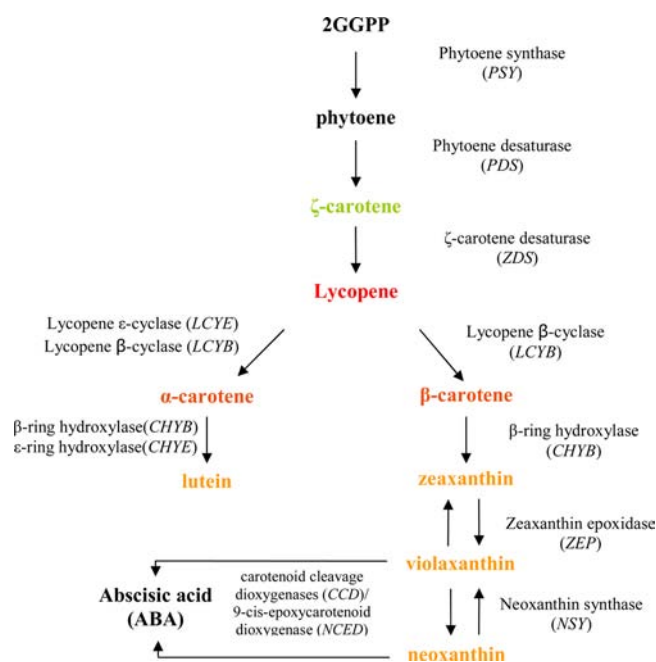 2GGPP
Phytoene synthase
(PSY)
phytoene
Phytoene desaturase
(PDS)
ζ-carotene
ζ-carotene desaturase
(ZDS)
Lycopene
Lycopene ε-cyclase (LCYE)
Lycopene β-cyclase (LCYB)
Lycopene β-cyclase
(LCYB)
α-carotene
β-carotene
β-ring hydroxylase(CHYB)
ε-ring hydroxylase(CHYE)
β-ring hydroxylase
(CHYB)
lutein
zeaxanthin
Zeaxanthin epoxidase
(ZEP)
violaxanthin
Abscisic acid
(ABA)
carotenoid cleavage
dioxygenases (CCD)/
9-cis-epoxycarotenoid
dioxygenase (NCED)
Neoxanthin synthase
(NSY)
neoxanthin